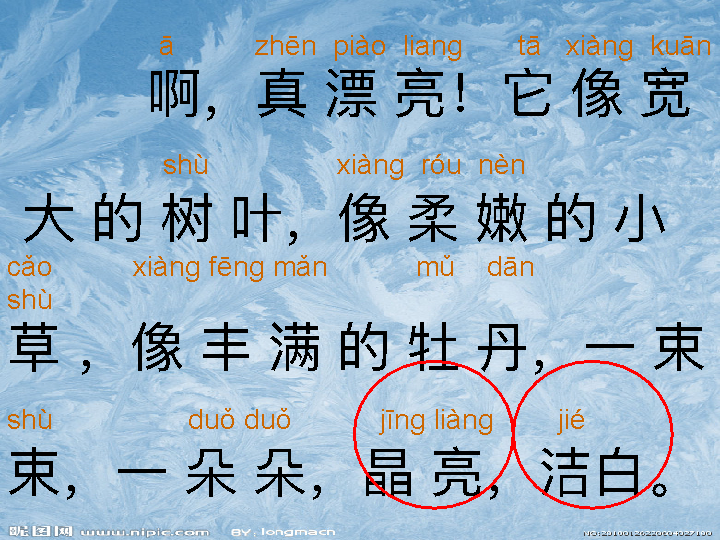 ā zhēn piào liang tā xiàng kuān
啊，真漂亮！它像宽
shù xiàng róu nèn
大的树叶，像柔嫩的小
cǎo xiàng fēng mǎn mǔ dān
shù
草，像丰满的牡丹，一束
shù duǒ duǒ jīng liàng jié
束，一朵朵，晶亮，洁白。
昵图网 www.nipic.com BY: longmacn